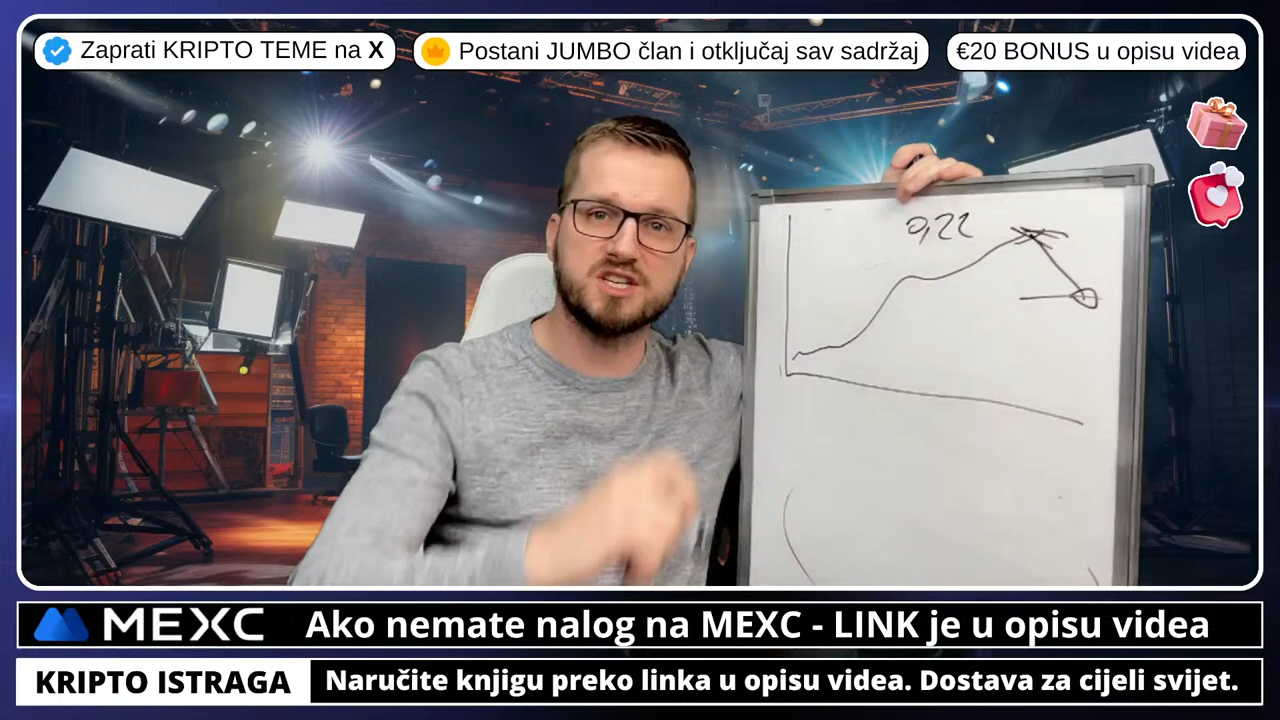 Zaprati KRIPTO TEME na X
Postani JUMBO član i otključaj sav sadržaj
€20 BONUS u opisu videa
0,22
MEXC
Ako nemate nalog na MEXC - LINK je u opisu videa
KRIPTO ISTRAGA
Naručite knjigu preko linka u opisu videa. Dostava za cijeli svijet.